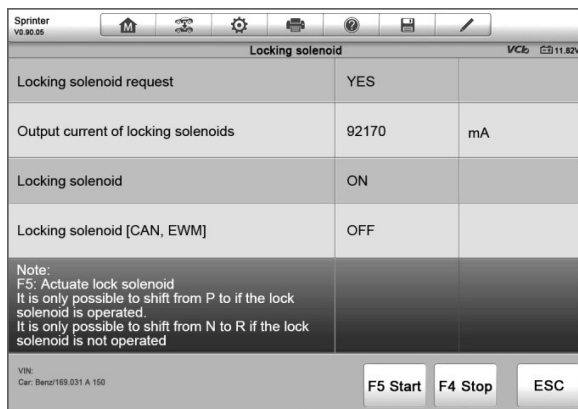 Sprinter
V0.90.05
Locking solenoid
VCI
11.82V
Locking solenoid request YES
Output current of locking solenoids 92170 mA
Locking solenoid ON
Locking solenoid [CAN, EWM] OFF
Note:
F5: Actuate lock solenoid
It is only possible to shift from P to if the lock
solenoid is operated.
It is only possible to shift from N to R if the lock
solenoid is not operated
VIN:
Car: Benz/169.031 A 150
F5 Start F4 Stop ESC